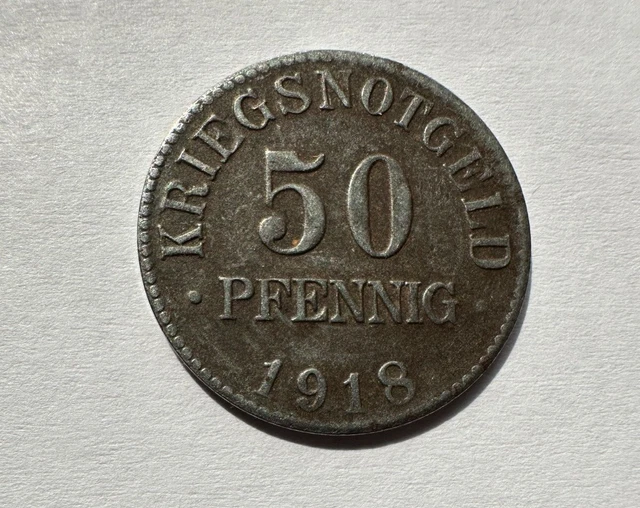 KRIEGSNOTGELD
50
PFENNIG
1918